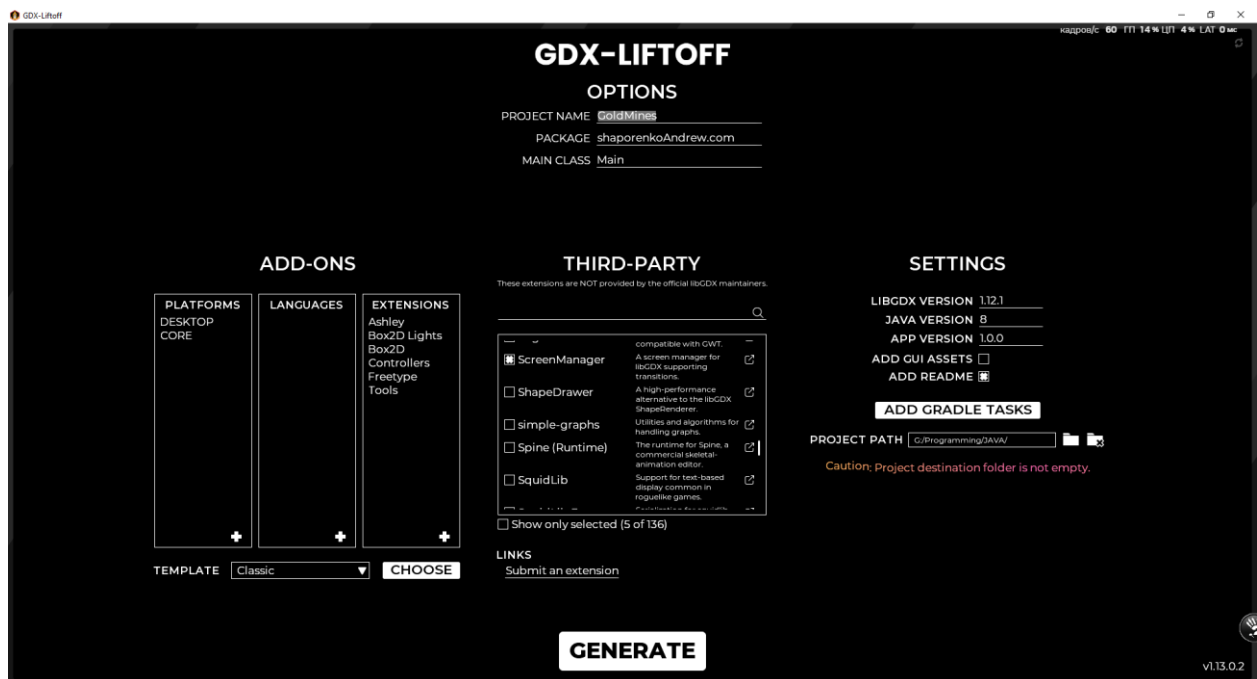 GDX-Liftoff
кадров/с 60 ГП 14 % ЦП 4 % LAT 0 мс
GDX-LIFTOFF
OPTIONS
PROJECT NAME GoldMines
PACKAGE shaporenkoAndrew.com
MAIN CLASS Main
ADD-ONS
PLATFORMS
DESKTOP
CORE
LANGUAGES
EXTENSIONS
Ashley
Box2D Lights
Box2D
Controllers
Freetype
Tools
TEMPLATE Classic CHOOSE
THIRD-PARTY
These extensions are NOT provided by the official libGDX maintainers.
compatible with GWT.
ScreenManager
A screen manager for
libGDX supporting
transitions.
ShapeDrawer
A high-performance
alternative to the libGDX
ShapeRenderer.
simple-graphs
Utilities and algorithms for
handling graphs.
Spine (Runtime)
The runtime for Spine, a
commercial skeletal-
animation editor.
SquidLib
Support for text-based
display common in
roguelike games.
Show only selected (5 of 136)
LINKS
Submit an extension
SETTINGS
LIBGDX VERSION 1.12.1
JAVA VERSION 8
APP VERSION 1.0.0
ADD GUI ASSETS
ADD README
ADD GRADLE TASKS
PROJECT PATH G:/Programming/JAVA/
Caution: Project destination folder is not empty.
GENERATE
v1.13.0.2